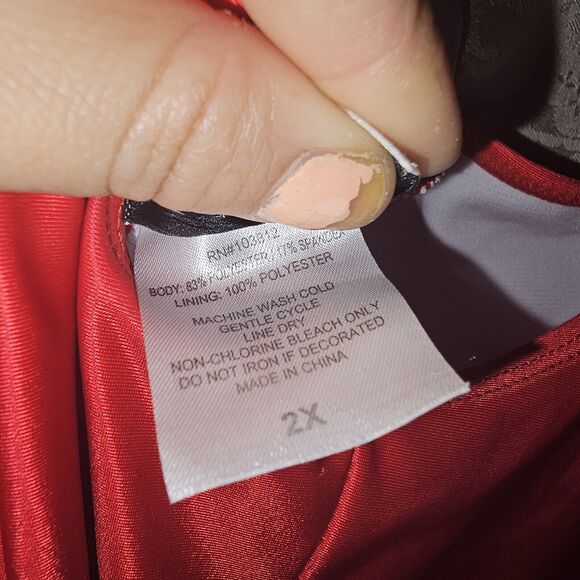 RN#103812
BODY: 83% POLYESTER 17% SPANDEX
LINING: 100% POLYESTER
MACHINE WASH COLD
GENTLE CYCLE
LINE DRY
NON-CHLORINE BLEACH ONLY
DO NOT IRON IF DECORATED
MADE IN CHINA
2X